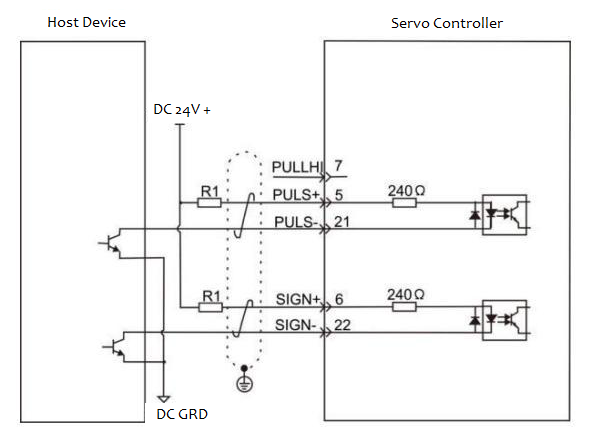 Host Device
Servo Controller
DC 24V +
PULLHI 7
R1 PULS+ 5 240Ω
PULS- 21
R1 SIGN+ 6 240Ω
SIGN- 22
DC GRD